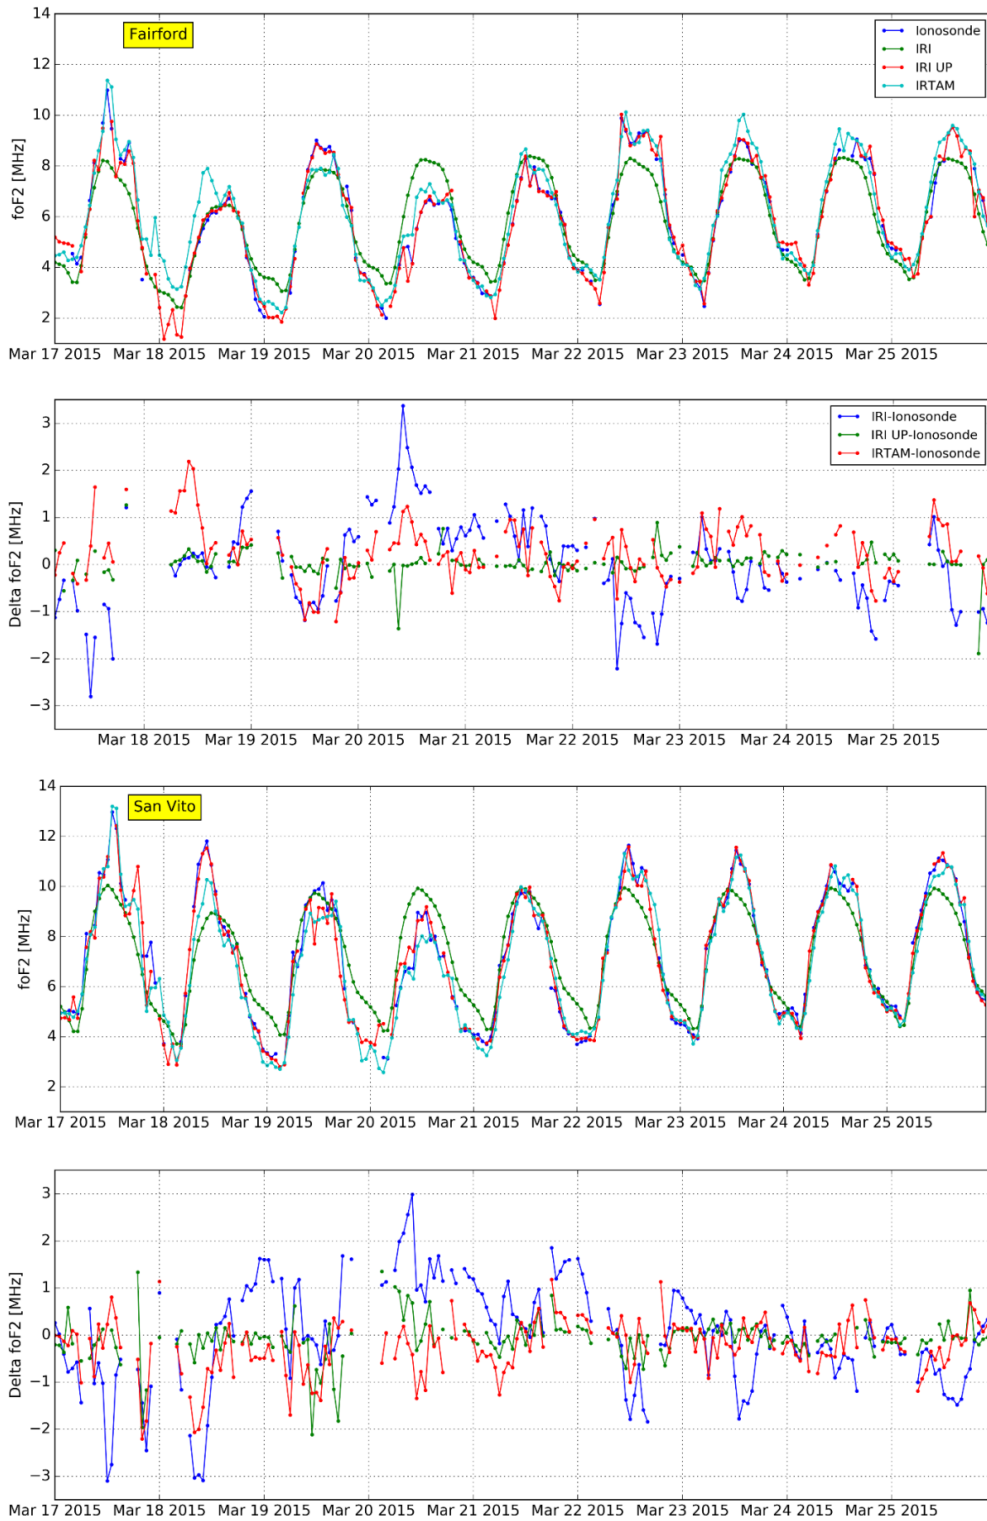 14
Fairford
Ionosonde
IRI
IRI UP
IRTAM
12
10
8
6
4
2
foF2 [MHz]
Mar 17 2015 Mar 18 2015 Mar 19 2015 Mar 20 2015 Mar 21 2015 Mar 22 2015 Mar 23 2015 Mar 24 2015 Mar 25 2015
3
IRI-Ionosonde
IRI UP-Ionosonde
IRTAM-Ionosonde
2
1
0
−1
−2
−3
Delta foF2 [MHz]
Mar 18 2015 Mar 19 2015 Mar 20 2015 Mar 21 2015 Mar 22 2015 Mar 23 2015 Mar 24 2015 Mar 25 2015
14
San Vito
12
10
8
6
4
2
foF2 [MHz]
Mar 17 2015 Mar 18 2015 Mar 19 2015 Mar 20 2015 Mar 21 2015 Mar 22 2015 Mar 23 2015 Mar 24 2015 Mar 25 2015
3
2
1
0
−1
−2
−3
Delta foF2 [MHz]
Mar 17 2015 Mar 18 2015 Mar 19 2015 Mar 20 2015 Mar 21 2015 Mar 22 2015 Mar 23 2015 Mar 24 2015 Mar 25 2015